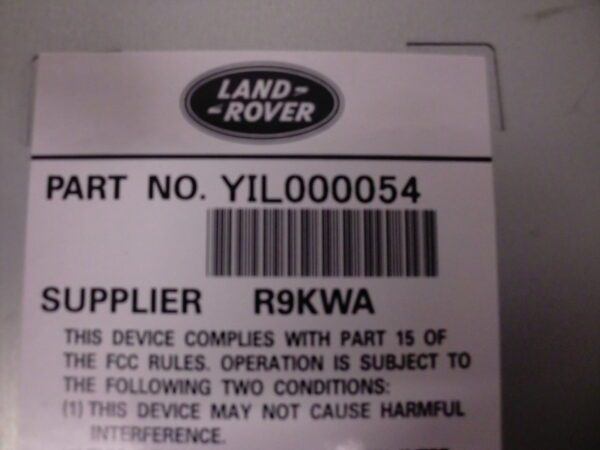 LAND-
-ROVER
PART NO. YIL000054
SUPPLIER R9KWA
THIS DEVICE COMPLIES WITH PART 15 OF
THE FCC RULES. OPERATION IS SUBJECT TO
THE FOLLOWING TWO CONDITIONS:
(1) THIS DEVICE MAY NOT CAUSE HARMFUL
INTERFERENCE.